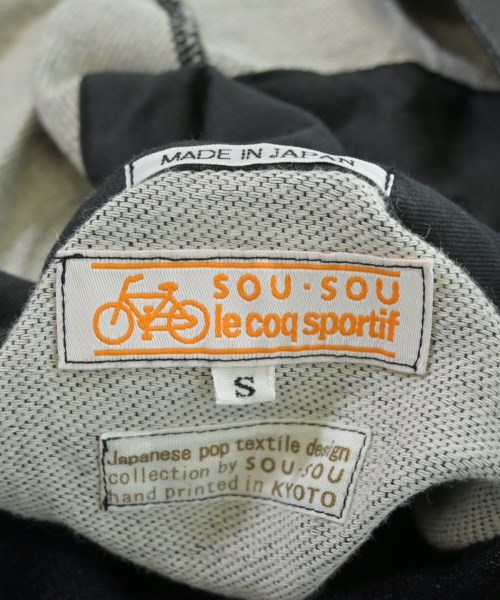 MADE IN JAPAN
SOU・SOU
le coq sportif
S
Japanese pop textile design
collection by SOU・SOU
hand printed in KYOTO